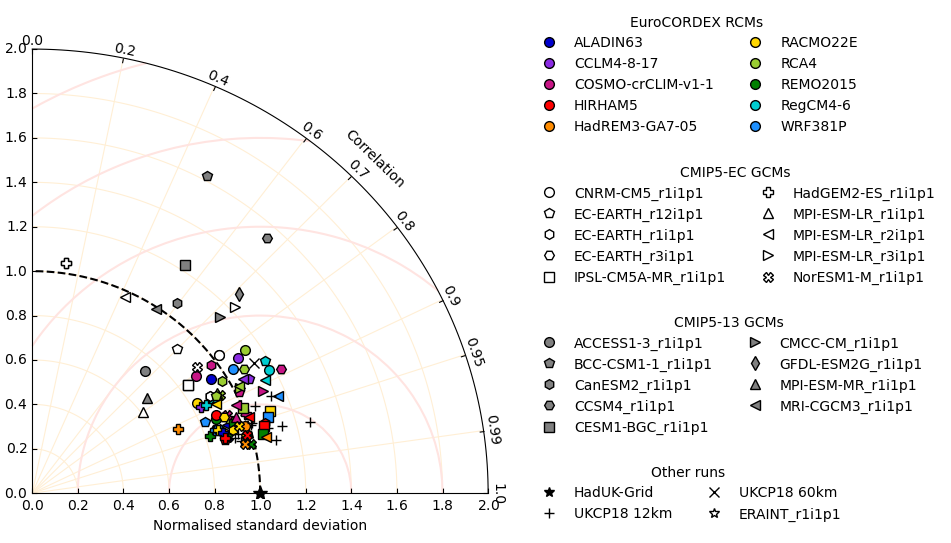 EuroCORDEX RCMs
ALADIN63 RACMO22E
CCLM4-8-17 RCA4
COSMO-crCLIM-v1-1 REMO2015
HIRHAM5 RegCM4-6
HadREM3-GA7-05 WRF381P
CMIP5-EC GCMs
CNRM-CM5_r1i1p1 HadGEM2-ES_r1i1p1
EC-EARTH_r12i1p1 MPI-ESM-LR_r1i1p1
EC-EARTH_r1i1p1 MPI-ESM-LR_r2i1p1
EC-EARTH_r3i1p1 MPI-ESM-LR_r3i1p1
IPSL-CM5A-MR_r1i1p1 NorESM1-M_r1i1p1
CMIP5-13 GCMs
ACCESS1-3_r1i1p1 CMCC-CM_r1i1p1
BCC-CSM1-1_r1i1p1 GFDL-ESM2G_r1i1p1
CanESM2_r1i1p1 MPI-ESM-MR_r1i1p1
CCSM4_r1i1p1 MRI-CGCM3_r1i1p1
CESM1-BGC_r1i1p1
Other runs
HadUK-Grid UKCP18 60km
UKCP18 12km ERAINT_r1i1p1
0.0
0.2
0.4
0.6
0.7
0.8
0.9
0.95
0.99
1.0
Correlation
2.0
1.8
1.6
1.4
1.2
1.0
0.8
0.6
0.4
0.2
0.0
0.0 0.2 0.4 0.6 0.8 1.0 1.2 1.4 1.6 1.8 2.0
Normalised standard deviation